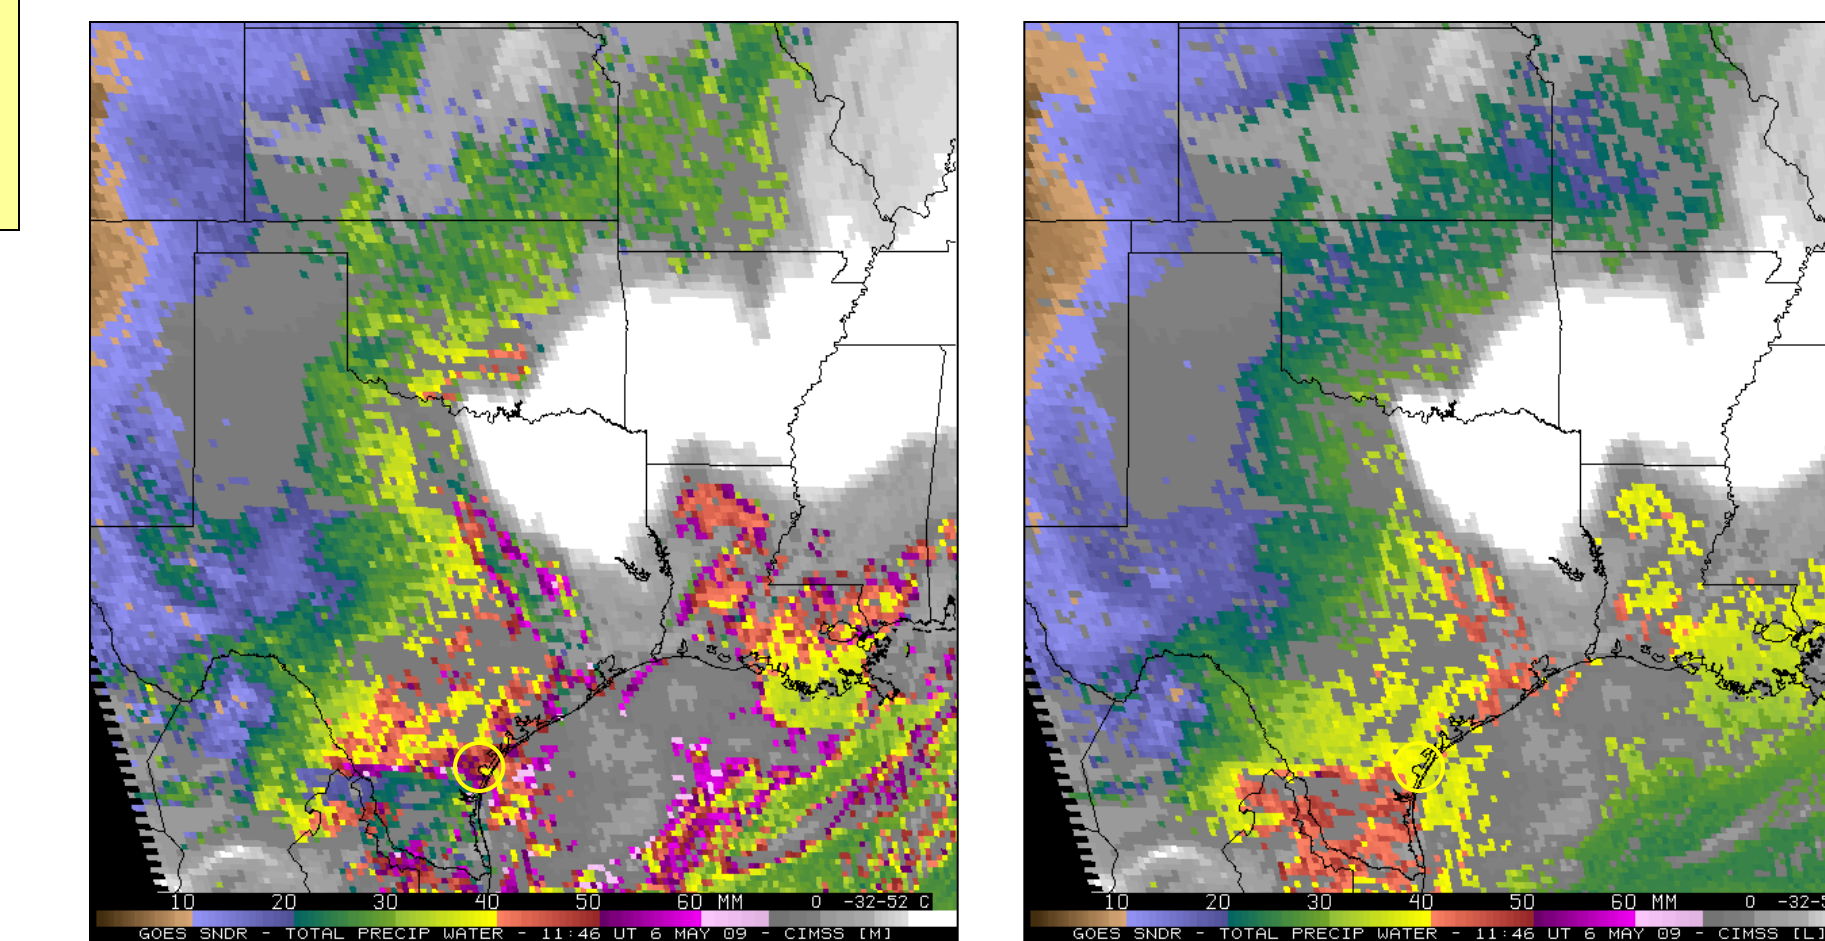 10 20 30 40 50 60 MM 0 -32-52 C
GOES SNDR - TOTAL PRECIP WATER - 11:46 UT 6 MAY 09 - CIMSS [M]
10 20 30 40 50 60 MM 0 -32-5
GOES SNDR - TOTAL PRECIP WATER - 11:46 UT 6 MAY 09 - CIMSS [L]